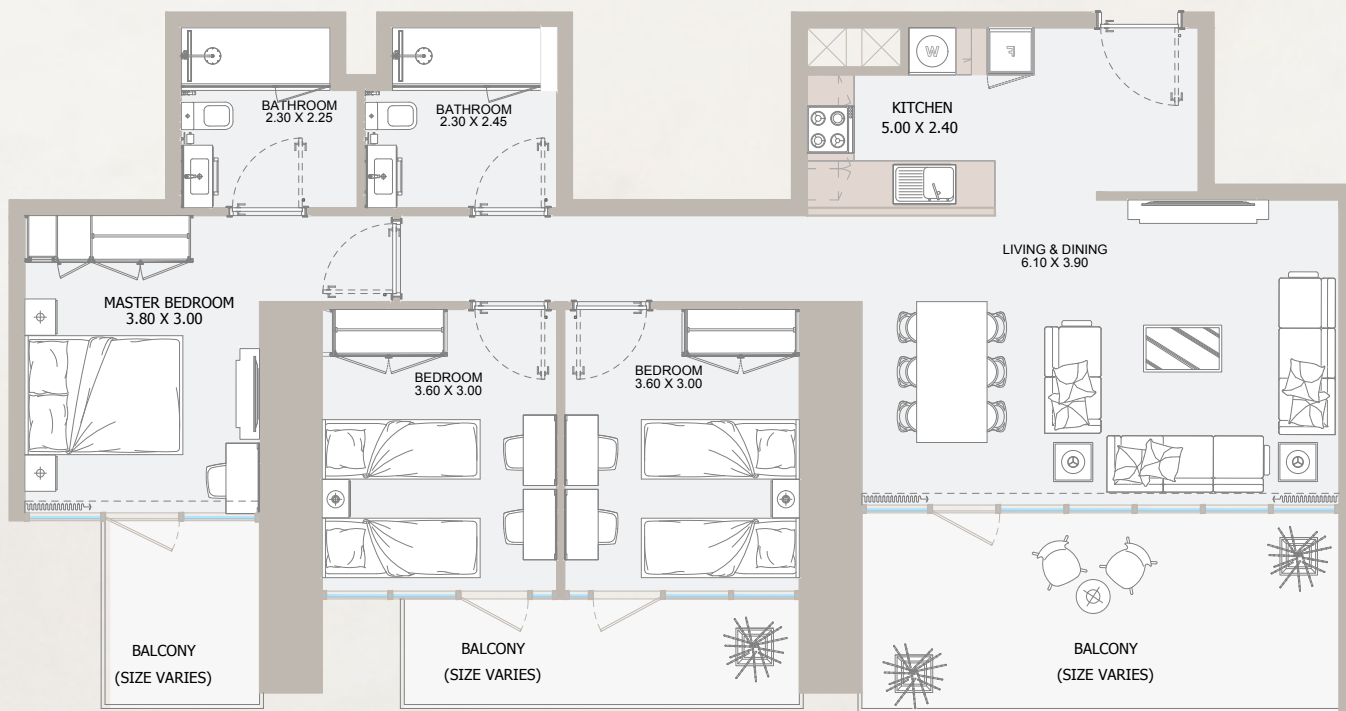 BATHROOM
2.30 X 2.25
BATHROOM
2.30 X 2.45
W
F
KITCHEN
5.00 X 2.40
LIVING & DINING
6.10 X 3.90
MASTER BEDROOM
3.80 X 3.00
BEDROOM
3.60 X 3.00
BEDROOM
3.60 X 3.00
BALCONY
(SIZE VARIES)
BALCONY
(SIZE VARIES)
BALCONY
(SIZE VARIES)